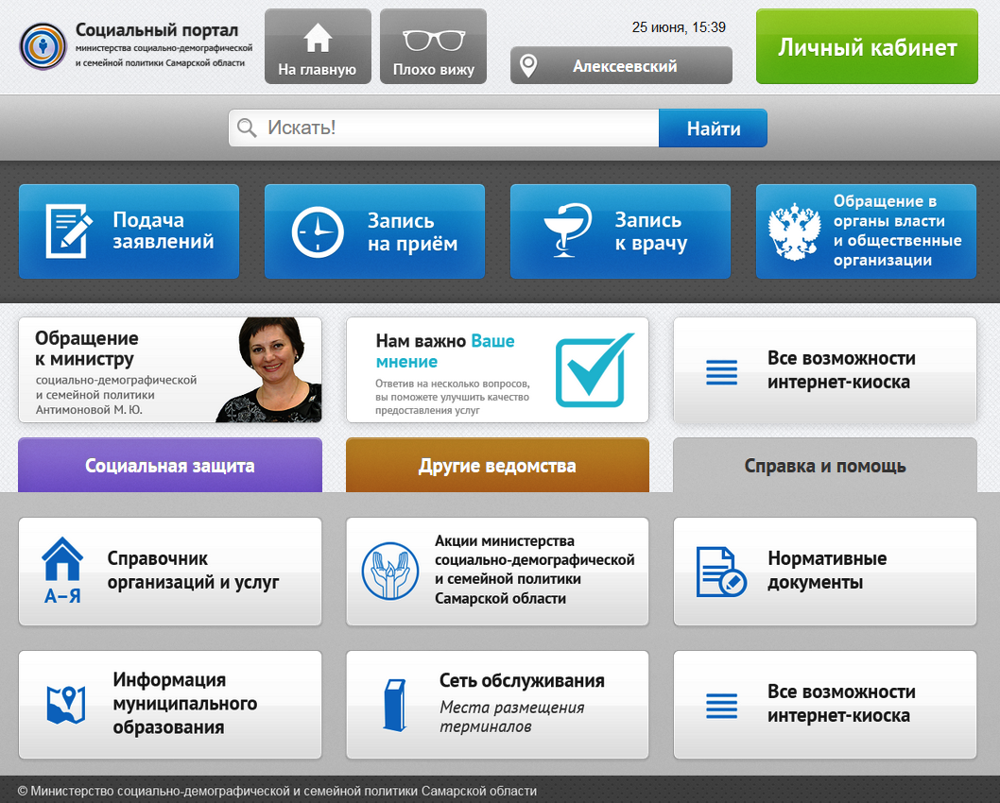 Социальный портал
министерства социально-демографической
и семейной политики Самарской области
На главную
Плохо вижу
25 июня, 15:39
Алексеевский
Личный кабинет
Искать!
Найти
Подача
заявлений
Запись
на приём
Запись
к врачу
Обращение в
органы власти
и общественные
организации
Обращение
к министру
социально-демографической
и семейной политики
Антимоновой М. Ю.
Нам важно Ваше
мнение
Ответив на несколько вопросов,
вы поможете улучшить качество
предоставления услуг
Все возможности
интернет-киоска
Социальная защита
Другие ведомства
Справка и помощь
А–Я
Справочник
организаций и услуг
Акции министерства
социально-демографической
и семейной политики
Самарской области
Нормативные
документы
Информация
муниципального
образования
Сеть обслуживания
Места размещения
терминалов
Все возможности
интернет-киоска
© Министерство социально-демографической и семейной политики Самарской области